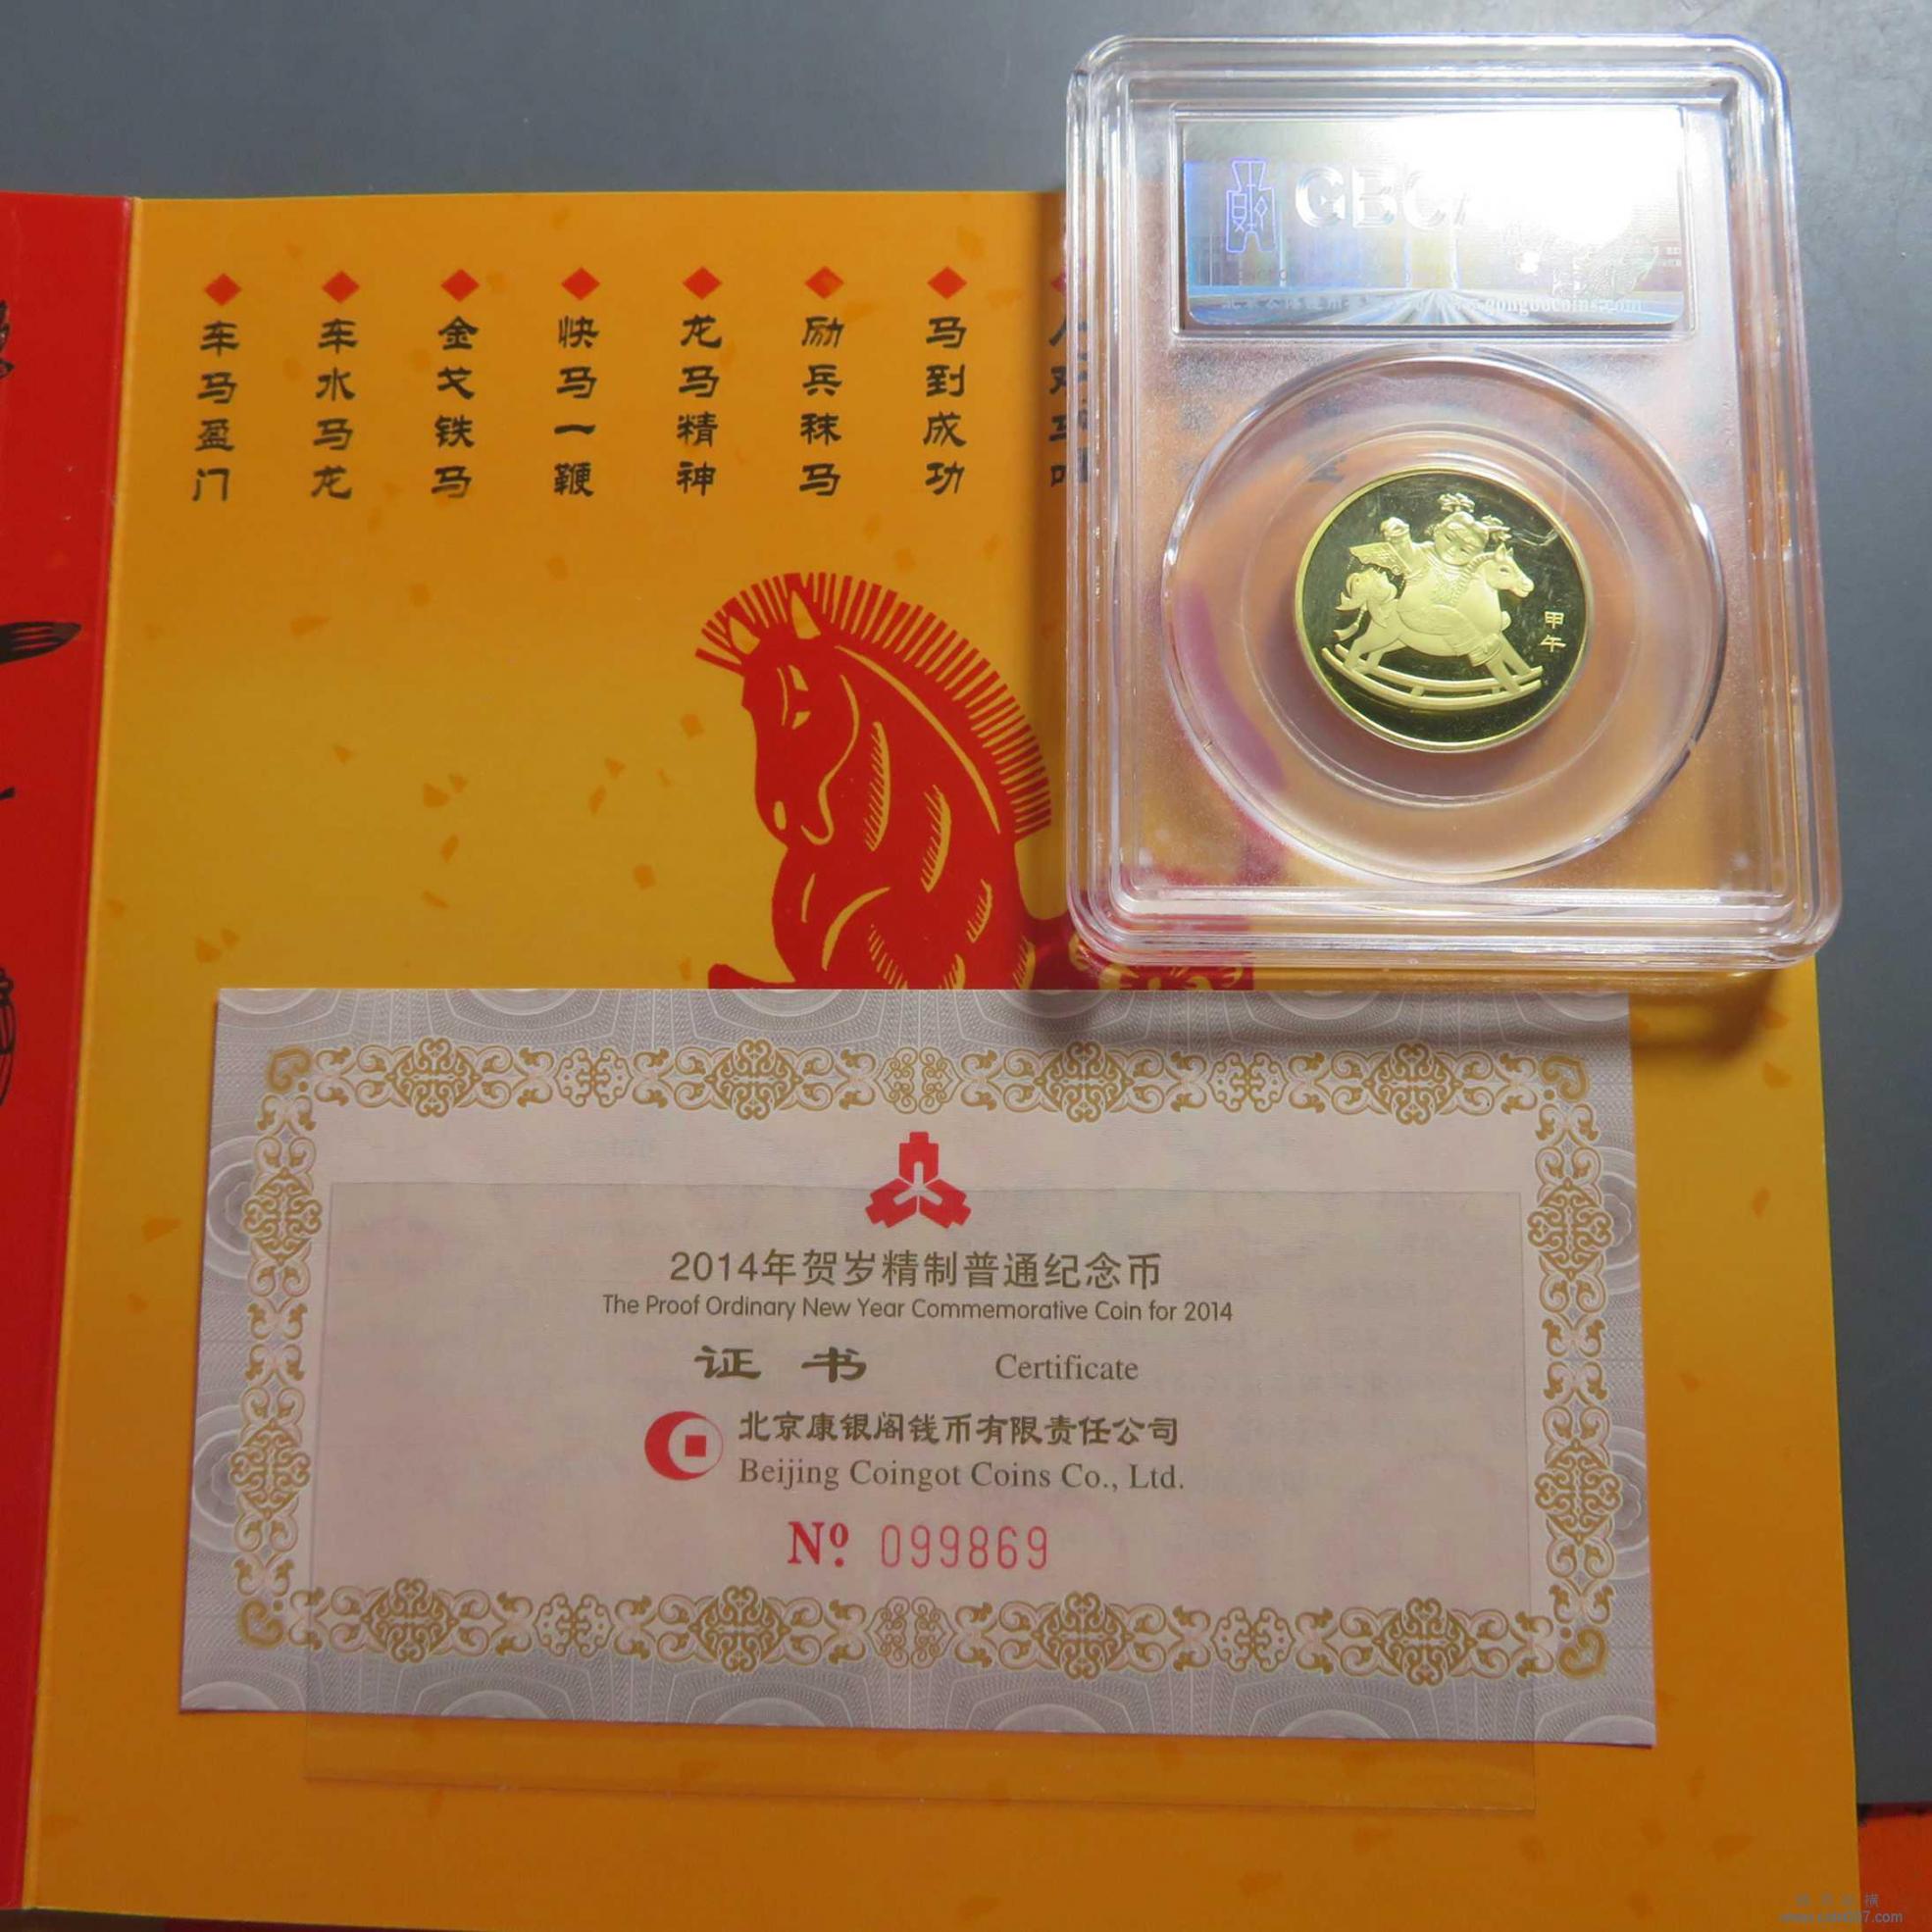 车马盈门
车水马龙
金戈铁马
快马一鞭
龙马精神
励兵秣马
马到成功
GBCA
www.gongbocoins.com
甲午
2014年贺岁精制普通纪念币
The Proof Ordinary New Year Commemorative Coin for 2014
证书 Certificate
北京康银阁钱币有限责任公司
Beijing Coingot Coins Co., Ltd.
Nº 099869